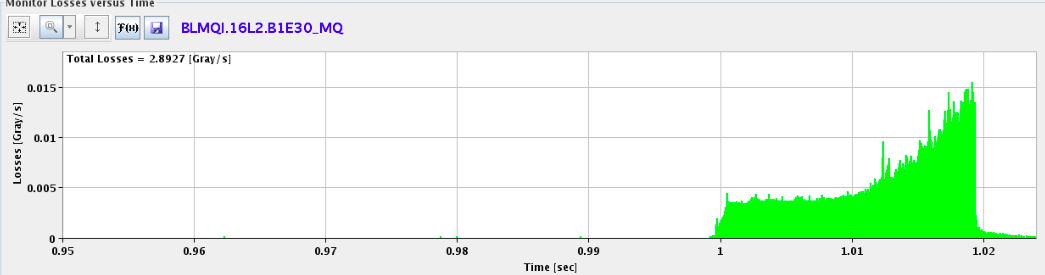 Monitor Losses versus Time
F(x) BLMQI.16L2.B1E30_MQ
Total Losses = 2.8927 [Gray/s]
0.015
0.01
0.005
0
Losses [Gray/s]
0.95 0.96 0.97 0.98 0.99 1 1.01 1.02
Time [sec]